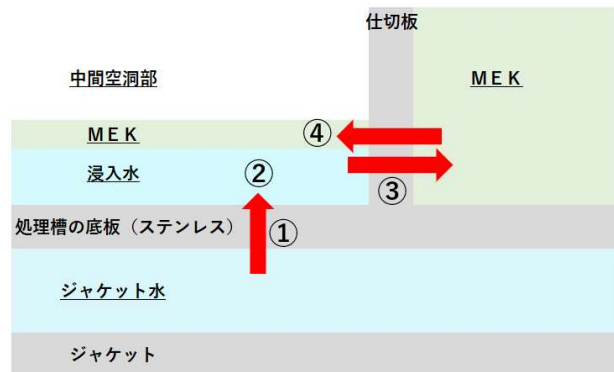 仕切板
中間空洞部
ＭＥＫ
ＭＥＫ
④
浸入水
②
③
処理槽の底板（ステンレス）
①
ジャケット水
ジャケット